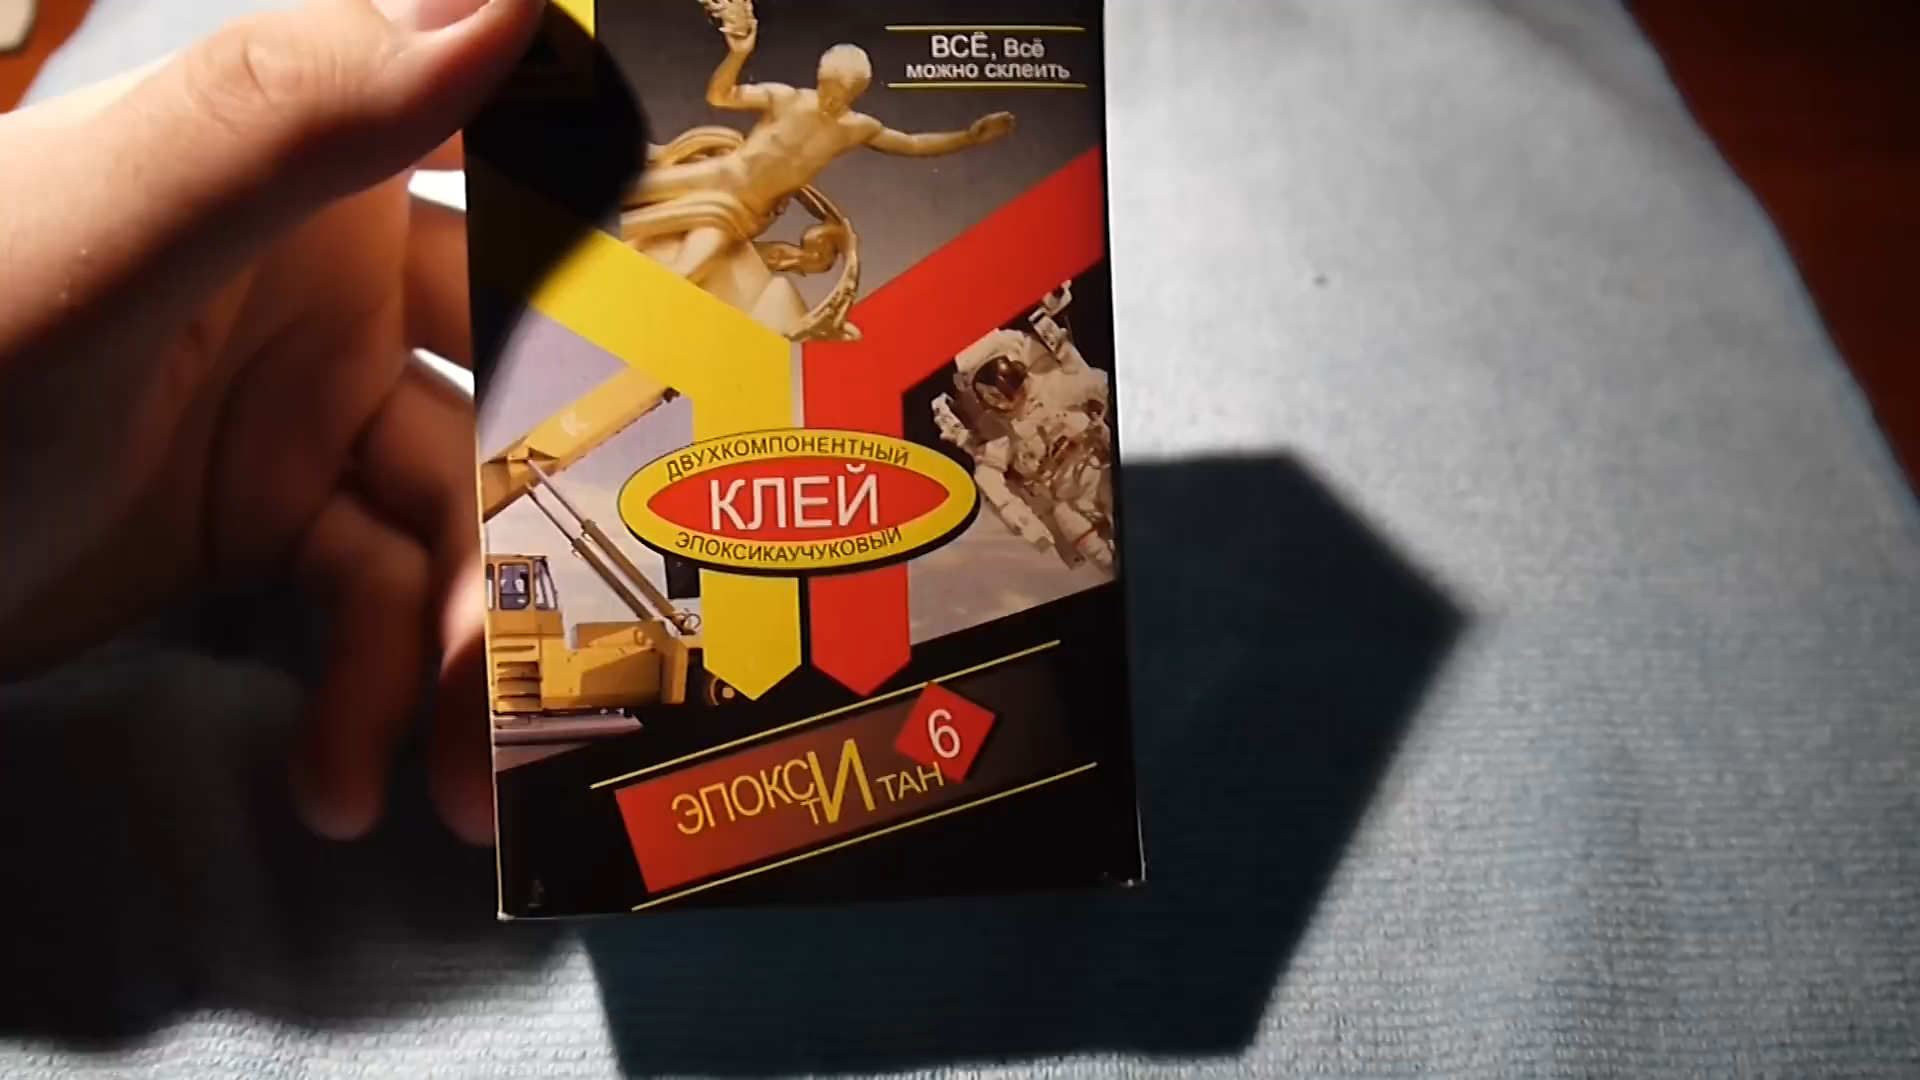 ВСЁ, Всё
можно склеить
ДВУХКОМПОНЕНТНЫЙ
КЛЕЙ
ЭПОКСИКАУЧУКОВЫЙ
6
ЭПОКСИ
ТИТАН